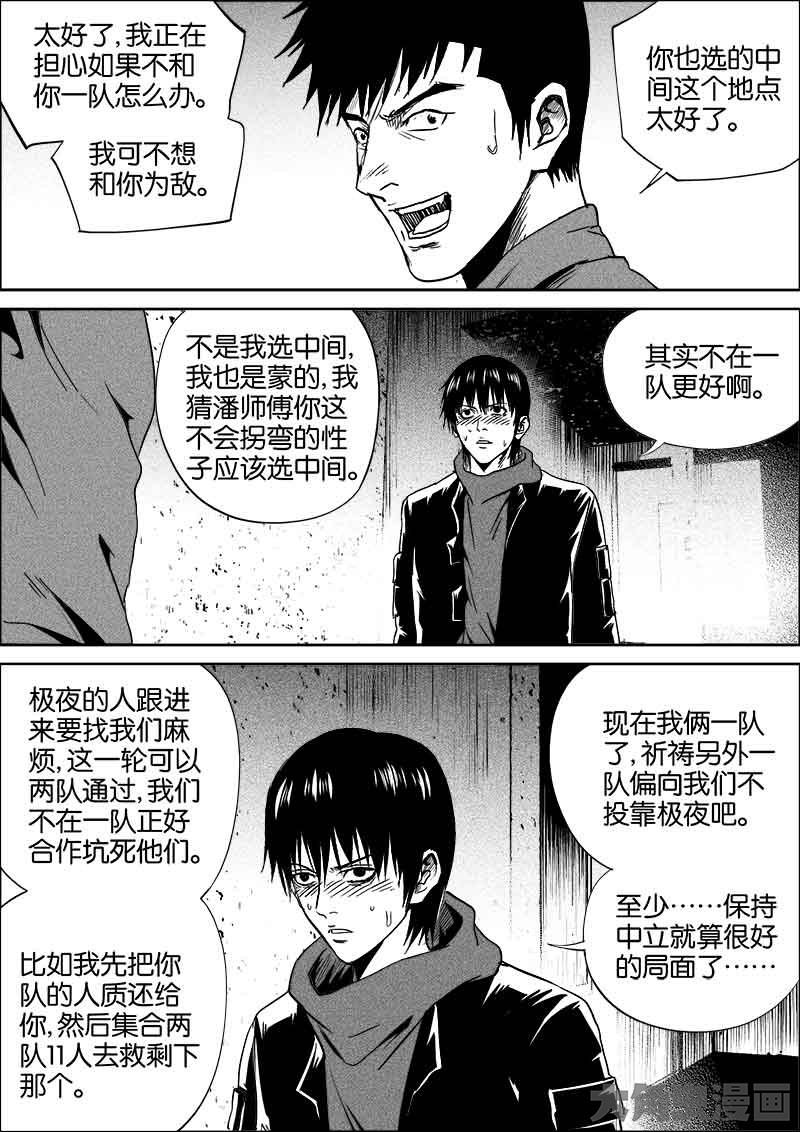 太好了,我正在
担心如果不和
你一队怎么办。
我可不想
和你为敌。
你也选的中
间这个地点
太好了。
不是我选中间,
我也是蒙的,我
猜潘师傅你这
不会拐弯的性
子应该选中间。
其实不在一
队更好啊。
极夜的人跟进
来要找我们麻
烦,这一轮可以
两队通过,我们
不在一队正好
合作坑死他们。
比如我先把你
队的人质还给
你,然后集合两
队11人去救剩下
那个。
现在我俩一队
了,祈祷另外一
队偏向我们不
投靠极夜吧。
至少……保持
中立就算很好
的局面了……
漫画